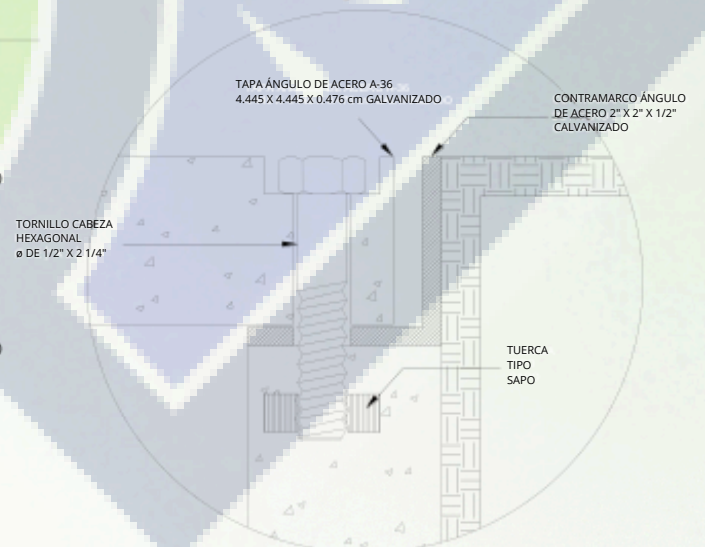 TAPA ÁNGULO DE ACERO A-36
4.445 X 4.445 X 0.476 cm GALVANIZADO
CONTRAMARCO ÁNGULO
DE ACERO 2" X 2" X 1/2"
CALVANIZADO
TORNILLO CABEZA
HEXAGONAL
ø DE 1/2" X 2 1/4"
TUERCA
TIPO
SAPO